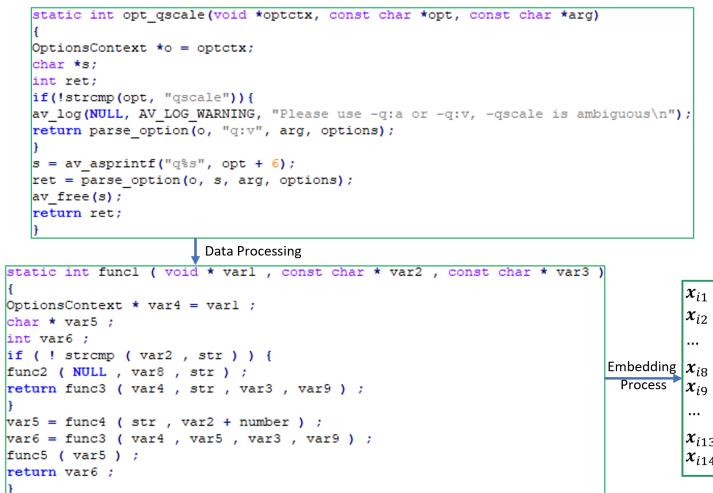 static int opt_qscale(void *optctx, const char *opt, const char *arg)
{
OptionsContext *o = optctx;
char *s;
int ret;
if(!strcmp(opt, "qscale")){
av_log(NULL, AV_LOG_WARNING, "Please use -q:a or -q:v, -qscale is ambiguous\n");
return parse_option(o, "q:v", arg, options);
}
s = av_asprintf("q%s", opt + 6);
ret = parse_option(o, s, arg, options);
av_free(s);
return ret;
}
Data Processing
static int func1 ( void * var1 , const char * var2 , const char * var3 )
{
OptionsContext * var4 = var1 ;
char * var5 ;
int var6 ;
if ( ! strcmp ( var2 , str ) ) {
func2 ( NULL , var8 , str ) ;
return func3 ( var4 , str , var3 , var9 ) ;
}
var5 = func4 ( str , var2 + number ) ;
var6 = func3 ( var4 , var5 , var3 , var9 ) ;
func5 ( var5 ) ;
return var6 ;
}
Embedding
Process
x_{i1}
x_{i2}
...
x_{i8}
x_{i9}
...
x_{i13}
x_{i14}